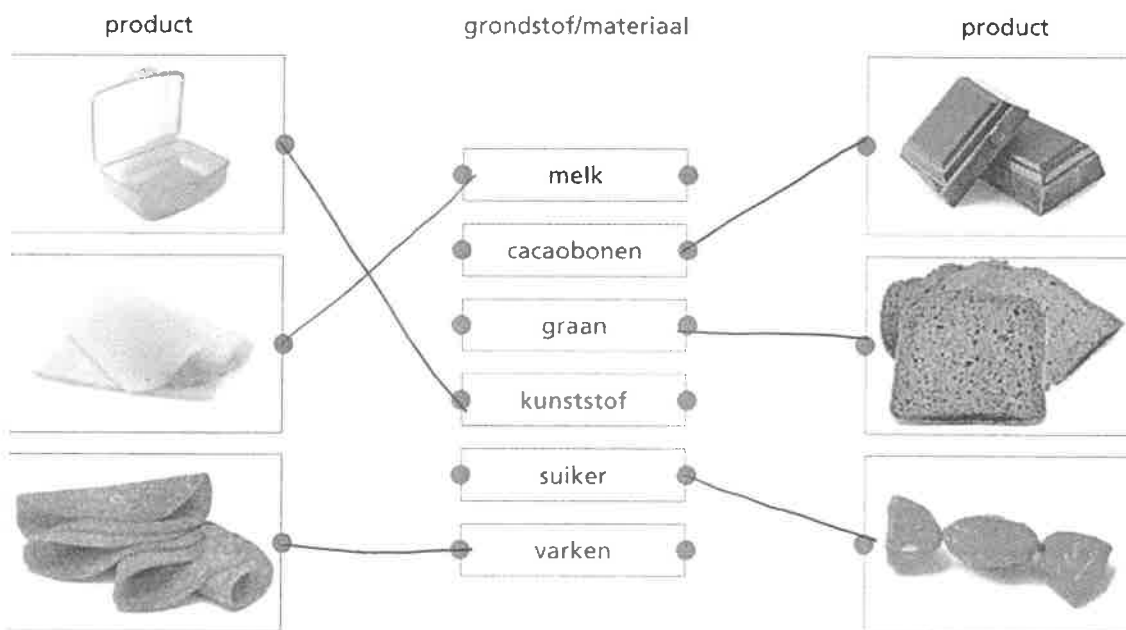 product grondstof/materiaal product
melk
cacaobonen
graan
kunststof
suiker
varken